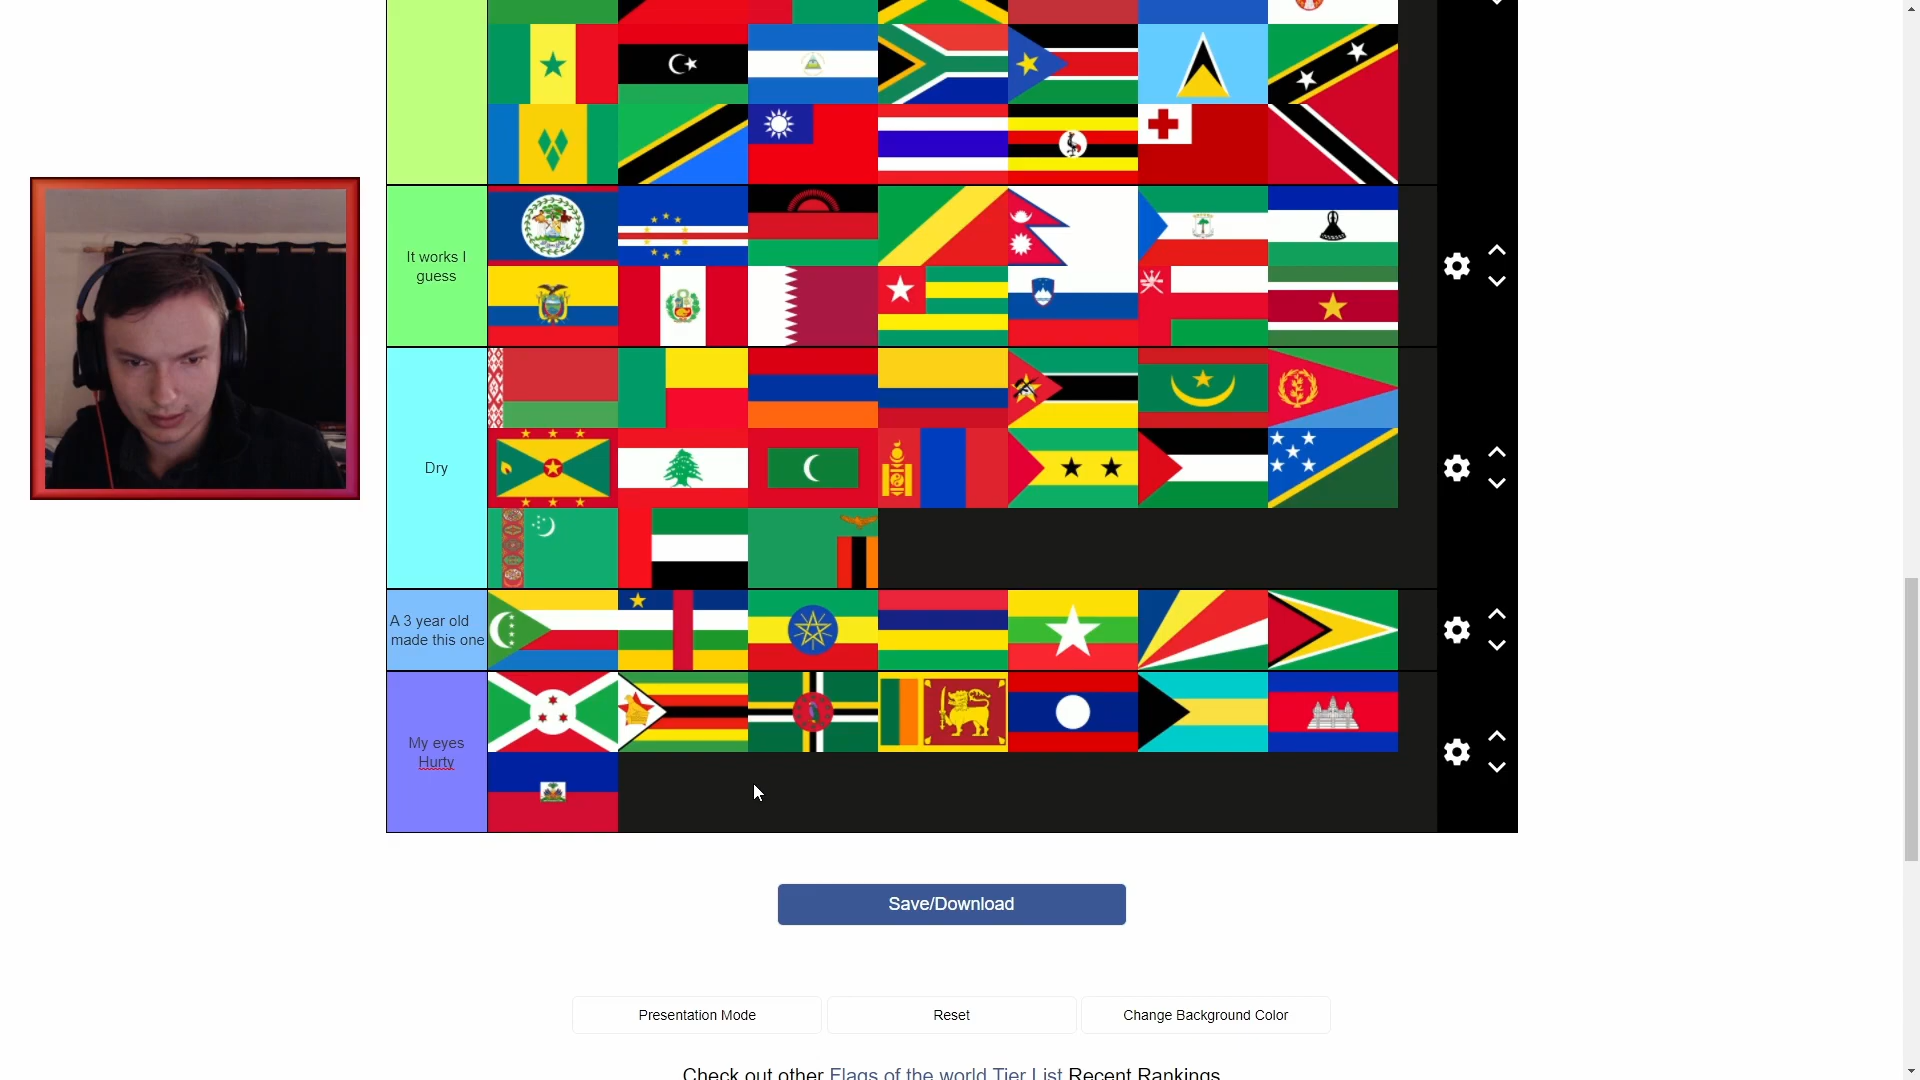 It works I
guess
Dry
A 3 year old
made this one
My eyes
Hurty
Save/Download
Presentation Mode
Reset
Change Background Color
Check out other Flags of the world Tier List Recent Rankings